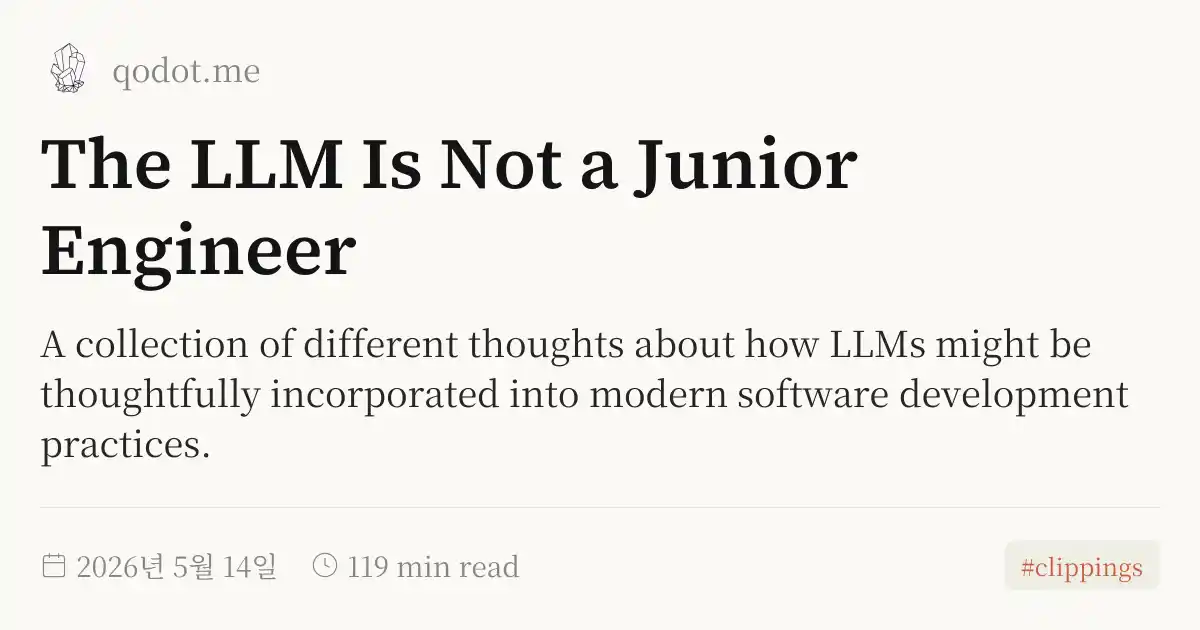 qodot.me
The LLM Is Not a Junior
Engineer
A collection of different thoughts about how LLMs might be
thoughtfully incorporated into modern software development
practices.
2026년 5월 14일 119 min read #clippings